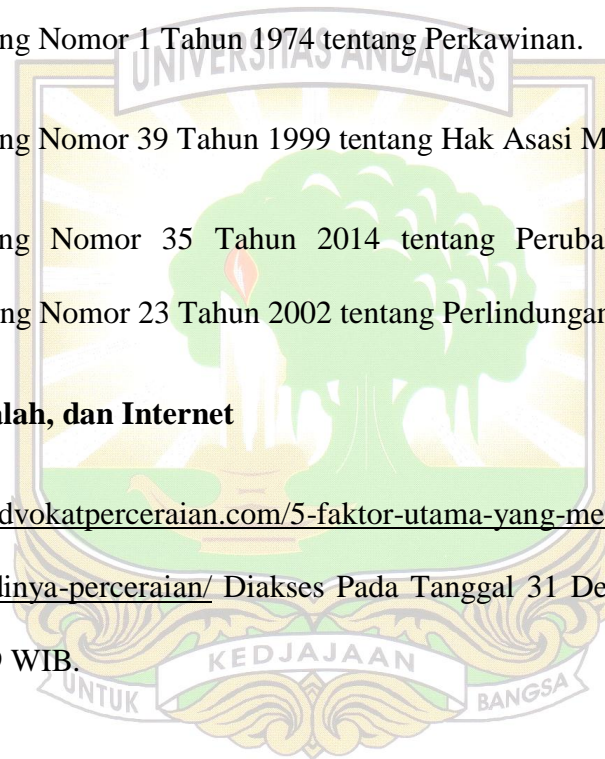 ng Nomor 1 Tahun 1974 tentang Perkawinan.
UNIVERSITAS ANDALAS
ng Nomor 39 Tahun 1999 tentang Hak Asasi M
ng Nomor 35 Tahun 2014 tentang Peruba
ng Nomor 23 Tahun 2002 tentang Perlindungan
alah, dan Internet
dvokatperceraian.com/5-faktor-utama-yang-me
dinya-perceraian/ Diakses Pada Tanggal 31 De
WIB.
UNTUK KEDJAJAAN BANGSA